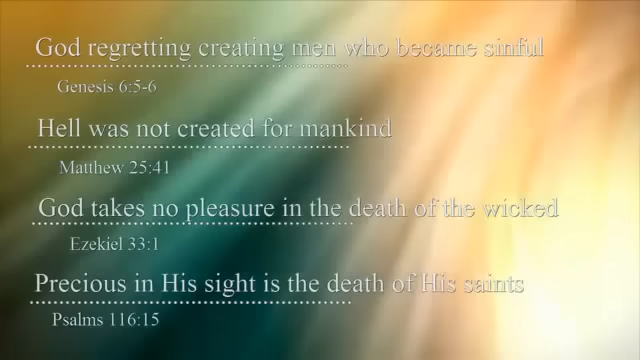 God regretting creating men who became sinful
Genesis 6:5-6
Hell was not created for mankind
Matthew 25:41
God takes no pleasure in the death of the wicked
Ezekiel 33:1
Precious in His sight is the death of His saints
Psalms 116:15